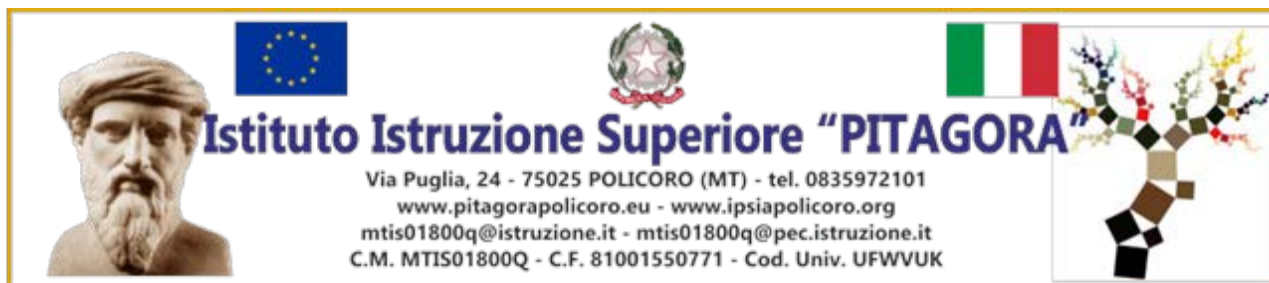 Istituto Istruzione Superiore “PITAGORA”
Via Puglia, 24 - 75025 POLICORO (MT) - tel. 0835972101
www.pitagorapolicoro.eu - www.ipsiapolicoro.org
mtis01800q@istruzione.it - mtis01800q@pec.istruzione.it
C.M. MTIS01800Q - C.F. 81001550771 - Cod. Univ. UFWVUK